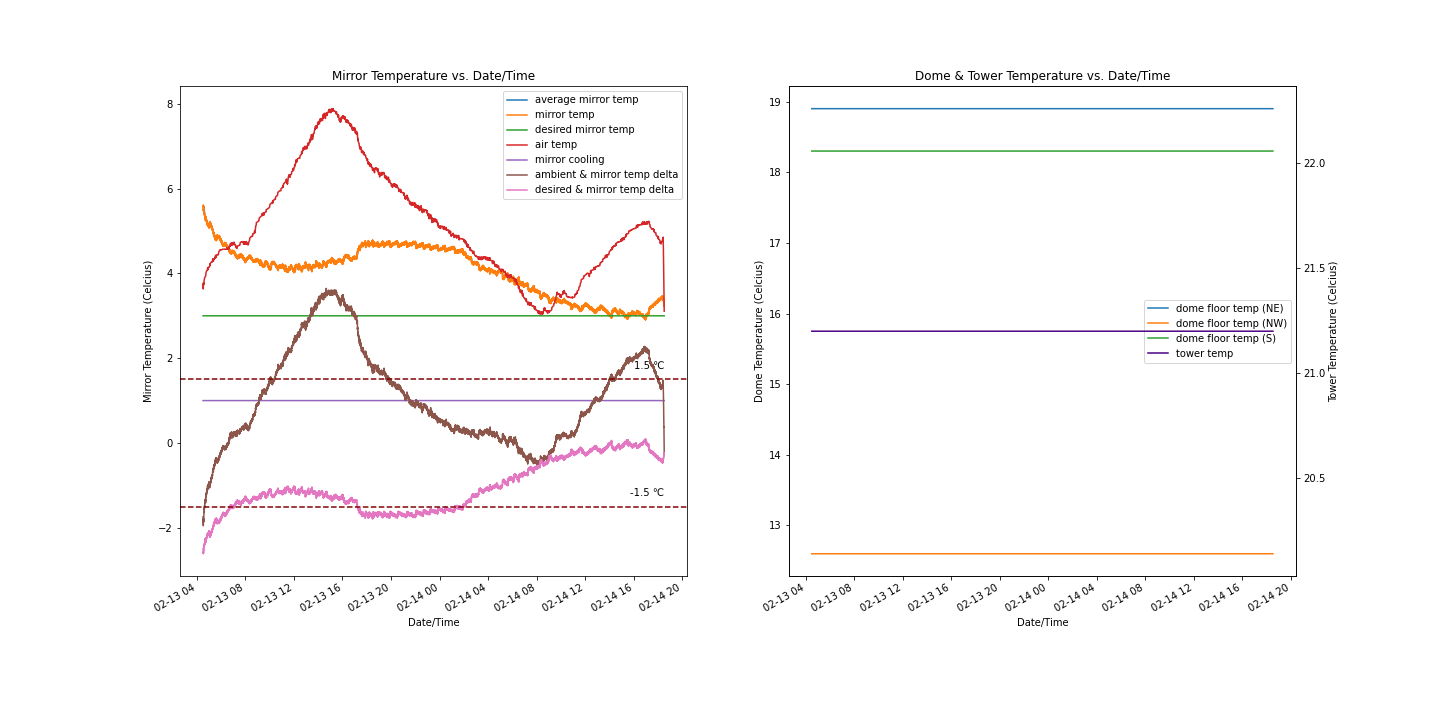 Mirror Temperature vs. Date/Time
Mirror Temperature (Celcius)
8
6
4
2
0
−2
average mirror temp
mirror temp
desired mirror temp
air temp
mirror cooling
ambient & mirror temp delta
desired & mirror temp delta
1.5 °C
-1.5 °C
02-13 04
02-13 08
02-13 12
02-13 16
02-13 20
02-14 00
02-14 04
02-14 08
02-14 12
02-14 16
02-14 20
Date/Time
Dome & Tower Temperature vs. Date/Time
Dome Temperature (Celcius)
19
18
17
16
15
14
13
dome floor temp (NE)
dome floor temp (NW)
dome floor temp (S)
tower temp
22.0
21.5
21.0
20.5
Tower Temperature (Celcius)
02-13 04
02-13 08
02-13 12
02-13 16
02-13 20
02-14 00
02-14 04
02-14 08
02-14 12
02-14 16
02-14 20
Date/Time